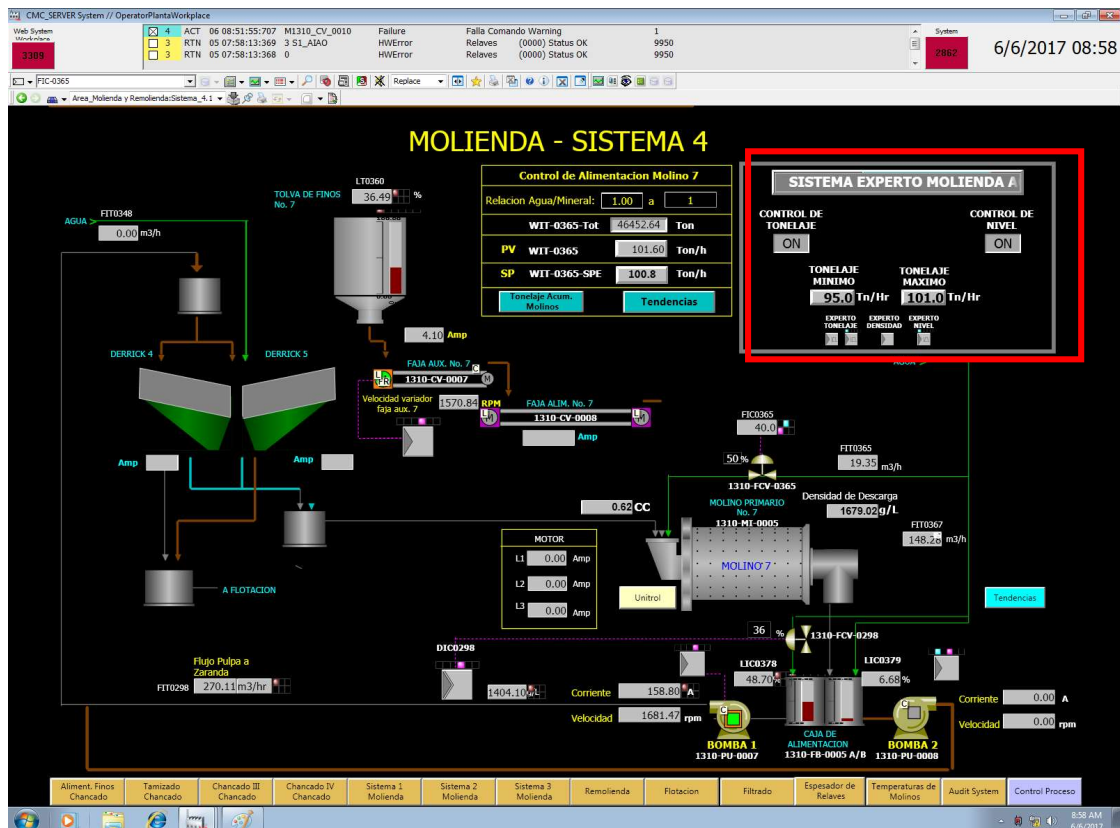 CMC_SERVER System // OperatorPlantaWorkplace
Web System
Workplace
3309
4 ACT 06 08:51:55:707 M1310_CV_0010 Failure Falla Comando Warning 1
3 RTN 05 07:58:13:369 3 S1_AIAO HWError Relaves (0000) Status OK 9950
3 RTN 05 07:58:13:368 0 HWError Relaves (0000) Status OK 9950
System
2862
6/6/2017 08:58
FIC-0365
Replace
Area_Molienda y Remolienda:Sistema_4.1
MOLIENDA - SISTEMA 4
Control de Alimentacion Molino 7
Relacion Agua/Mineral: 1.00 a 1
WIT-0365-Tot 46452.64 Ton
PV WIT-0365 101.60 Ton/h
SP WIT-0365-SPE 100.8 Ton/h
Tonelaje Acum.
Molinos
Tendencias
SISTEMA EXPERTO MOLIENDA A
CONTROL DE
TONELAJE
ON
CONTROL DE
NIVEL
ON
TONELAJE
MINIMO
95.0 Tn/Hr
TONELAJE
MAXIMO
101.0 Tn/Hr
EXPERTO
TONELAJE
EXPERTO
DENSIDAD
EXPERTO
NIVEL
LT0360
36.49 %
TOLVA DE FINOS
No. 7
100.00
0.00
FIT0348
AGUA >
0.00 m3/h
4.10 Amp
DERRICK 4
DERRICK 5
FAJA AUX. No. 7
C
L
FR
1310-CV-0007
M
Velocidad variador
faja aux. 7
1570.84 RPM
FAJA ALIM. No. 7
L
M
1310-CV-0008
L
M
Amp
Amp
Amp
FIC0365
40.0
50 %
1310-FCV-0365
FIT0365
19.35 m3/h
0.62 CC
MOLINO PRIMARIO
No. 7
1310-MI-0005
Densidad de Descarga
1679.02 g/L
FIT0367
148.28 m3/h
MOLINO 7
MOTOR
L1 0.00 Amp
L2 0.00 Amp
L3 0.00 Amp
Unitrol
Tendencias
A FLOTACION
36 %
1310-FCV-0298
DIC0298
1404.10
Flujo Pulpa a
Zaranda
FIT0298 270.11 m3/hr
Corriente 158.80 A
Velocidad 1681.47 rpm
LIC0378
48.70
LIC0379
6.68 %
Corriente 0.00 A
Velocidad 0.00 rpm
C
C
BOMBA 1
1310-PU-0007
CAJA DE
ALIMENTACION
1310-FB-0005 A/B
BOMBA 2
1310-PU-0008
Aliment. Finos
Chancado
Tamizado
Chancado
Chancado III
Chancado
Chancado IV
Chancado
Sistema 1
Molienda
Sistema 2
Molienda
Sistema 3
Molienda
Remolienda
Flotacion
Filtrado
Espesador de
Relaves
Temperaturas de
Molinos
Audit System
Control Proceso
8:58 AM
6/6/2017